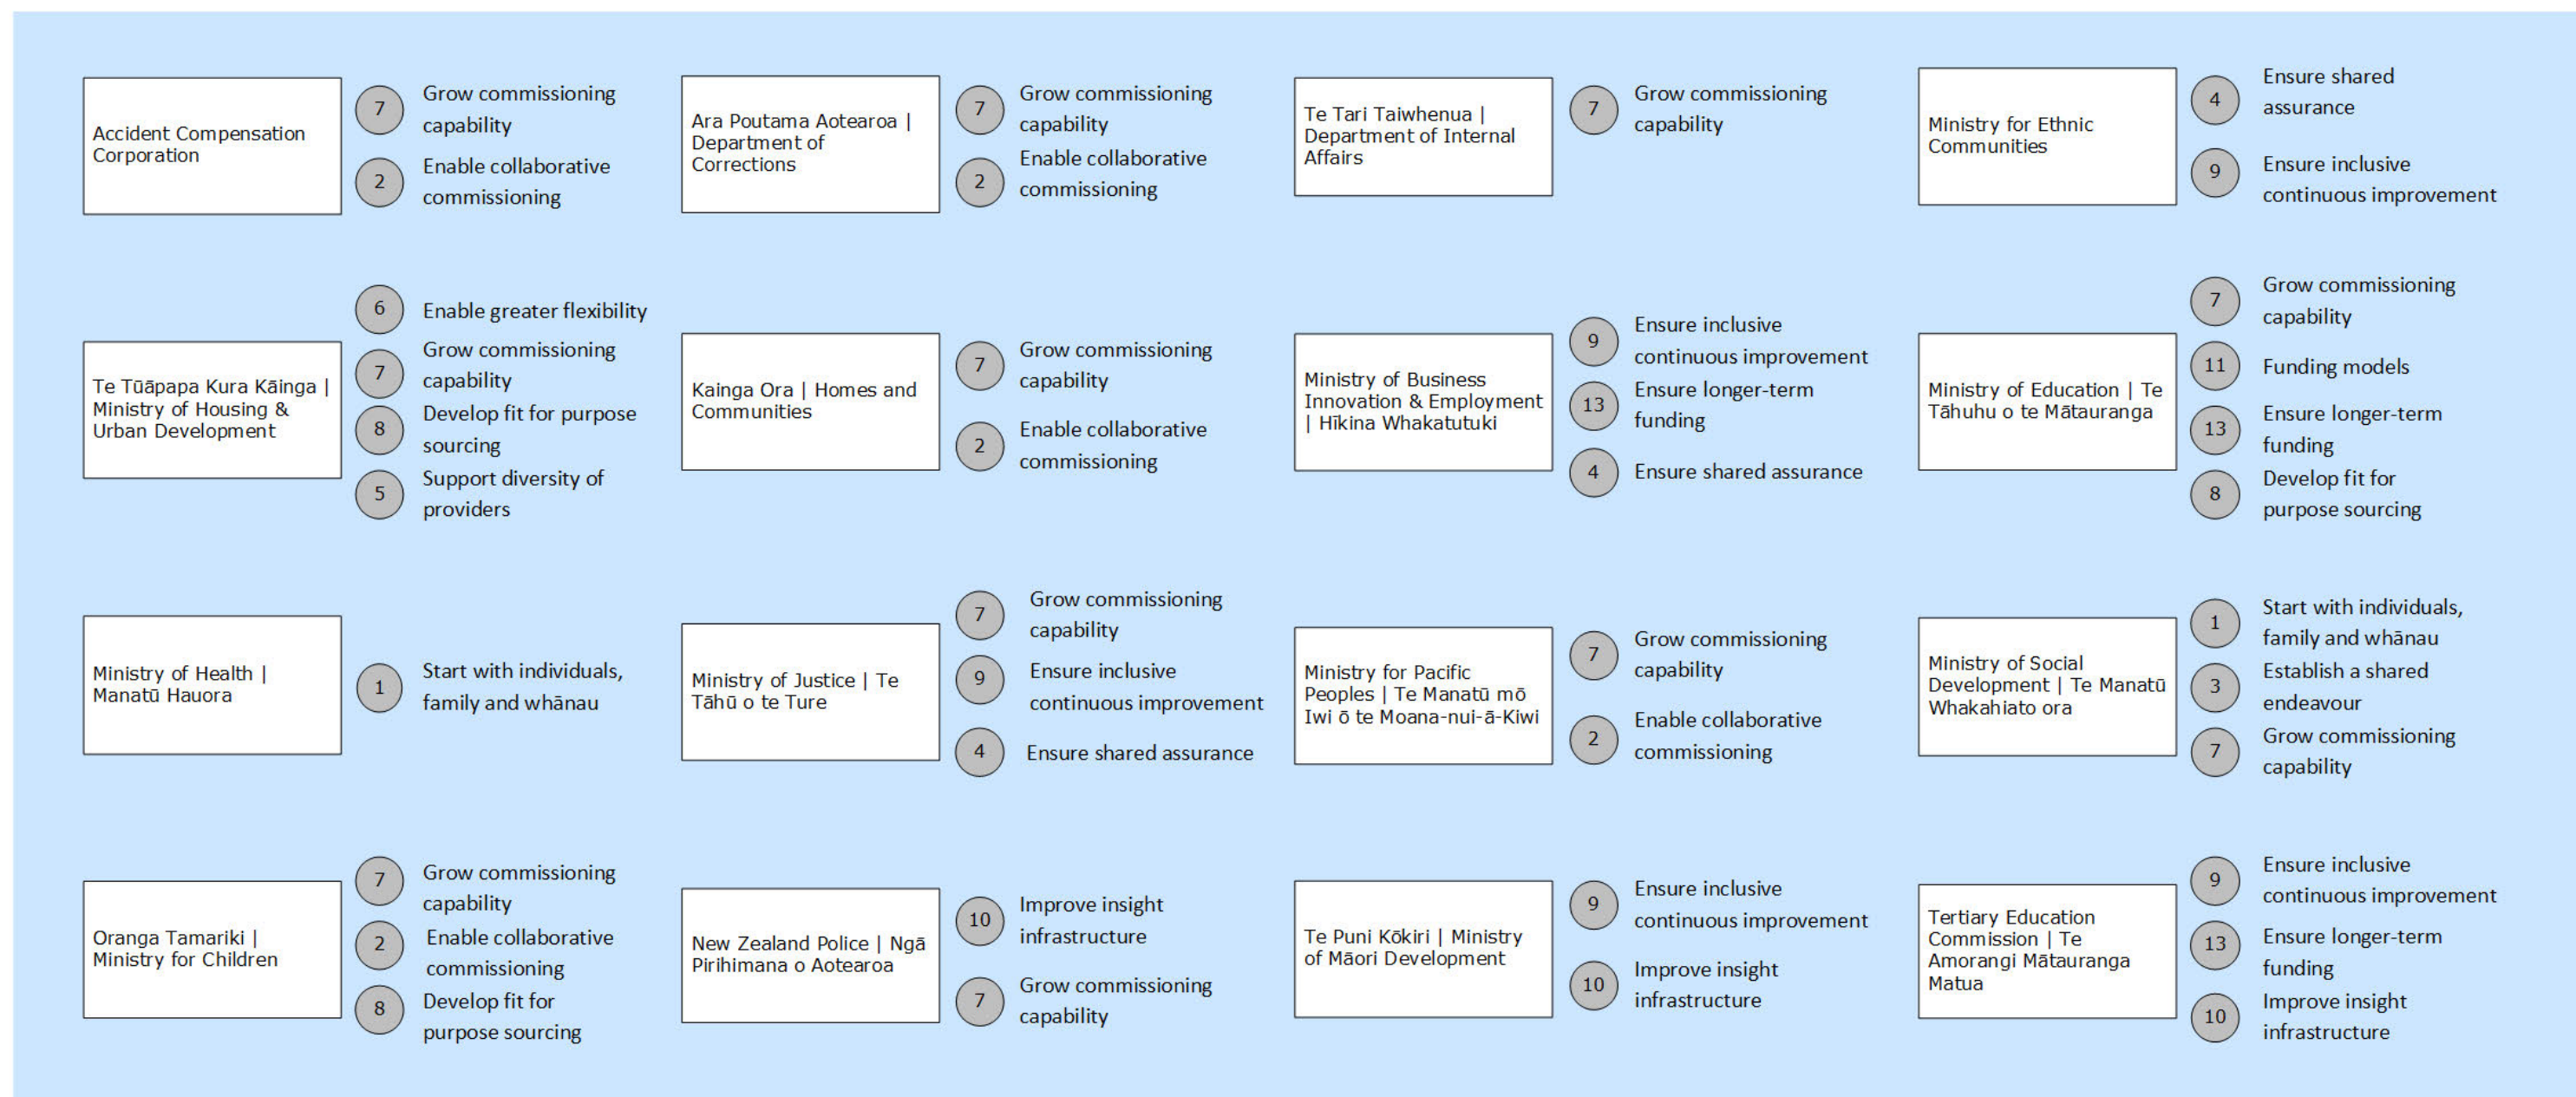 Accident Compensation
Corporation
7
Grow commissioning
capability
2
Enable collaborative
commissioning
Ara Poutama Aotearoa |
Department of
Corrections
7
Grow commissioning
capability
2
Enable collaborative
commissioning
Te Tari Taiwhenua |
Department of Internal
Affairs
7
Grow commissioning
capability
Ministry for Ethnic
Communities
4
Ensure shared
assurance
9
Ensure inclusive
continuous improvement
Te Tūāpapa Kura Kāinga |
Ministry of Housing &
Urban Development
6
Enable greater flexibility
7
Grow commissioning
capability
8
Develop fit for purpose
sourcing
5
Support diversity of
providers
Kainga Ora | Homes and
Communities
7
Grow commissioning
capability
2
Enable collaborative
commissioning
Ministry of Business
Innovation & Employment
| Hīkina Whakatutuki
9
Ensure inclusive
continuous improvement
13
Ensure longer-term
funding
4
Ensure shared assurance
Ministry of Education | Te
Tāhuhu o te Mātauranga
7
Grow commissioning
capability
11
Funding models
13
Ensure longer-term
funding
8
Develop fit for
purpose sourcing
Ministry of Health |
Manatū Hauora
1
Start with individuals,
family and whānau
Ministry of Justice | Te
Tāhū o te Ture
7
Grow commissioning
capability
9
Ensure inclusive
continuous improvement
4
Ensure shared assurance
Ministry for Pacific
Peoples | Te Manatū mō
Iwi ō te Moana-nui-ā-Kiwi
7
Grow commissioning
capability
2
Enable collaborative
commissioning
Ministry of Social
Development | Te Manatū
Whakahiato ora
1
Start with individuals,
family and whānau
3
Establish a shared
endeavour
7
Grow commissioning
capability
Oranga Tamariki |
Ministry for Children
7
Grow commissioning
capability
2
Enable collaborative
commissioning
8
Develop fit for
purpose sourcing
New Zealand Police | Ngā
Pirihimana o Aotearoa
10
Improve insight
infrastructure
7
Grow commissioning
capability
Te Puni Kōkiri | Ministry
of Māori Development
9
Ensure inclusive
continuous improvement
10
Improve insight
infrastructure
Tertiary Education
Commission | Te
Amorangi Mātauranga
Matua
9
Ensure inclusive
continuous improvement
13
Ensure longer-term
funding
10
Improve insight
infrastructure